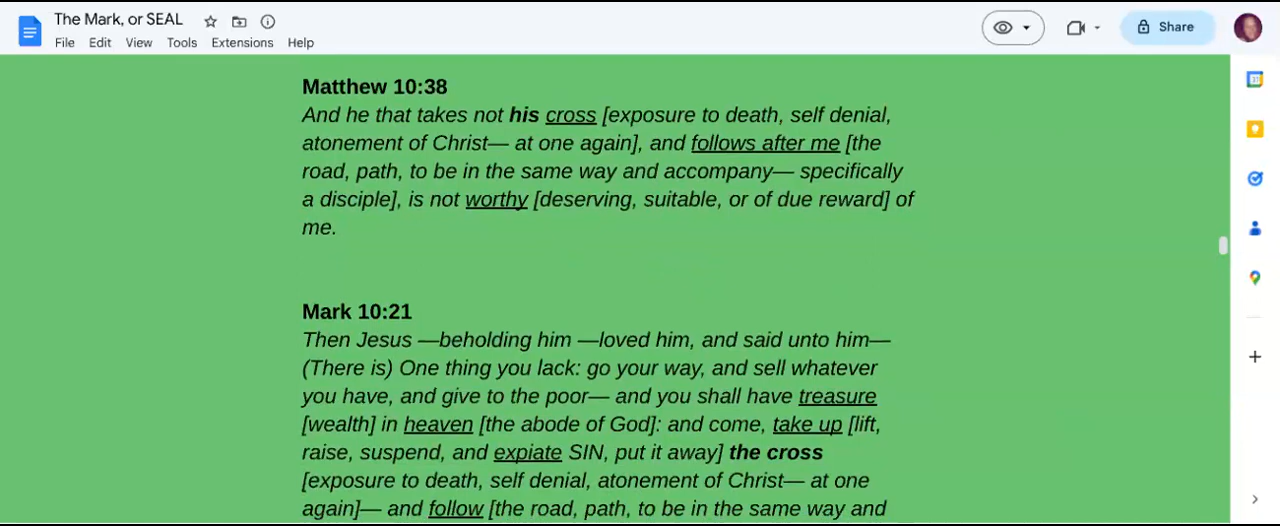 The Mark, or SEAL
File Edit View Tools Extensions Help
Share
Matthew 10:38
And he that takes not his cross [exposure to death, self denial,
atonement of Christ— at one again], and follows after me [the
road, path, to be in the same way and accompany— specifically
a disciple], is not worthy [deserving, suitable, or of due reward] of
me.
Mark 10:21
Then Jesus —beholding him —loved him, and said unto him—
(There is) One thing you lack: go your way, and sell whatever
you have, and give to the poor— and you shall have treasure
[wealth] in heaven [the abode of God]: and come, take up [lift,
raise, suspend, and expiate SIN, put it away] the cross
[exposure to death, self denial, atonement of Christ— at one
again]— and follow [the road, path, to be in the same way and